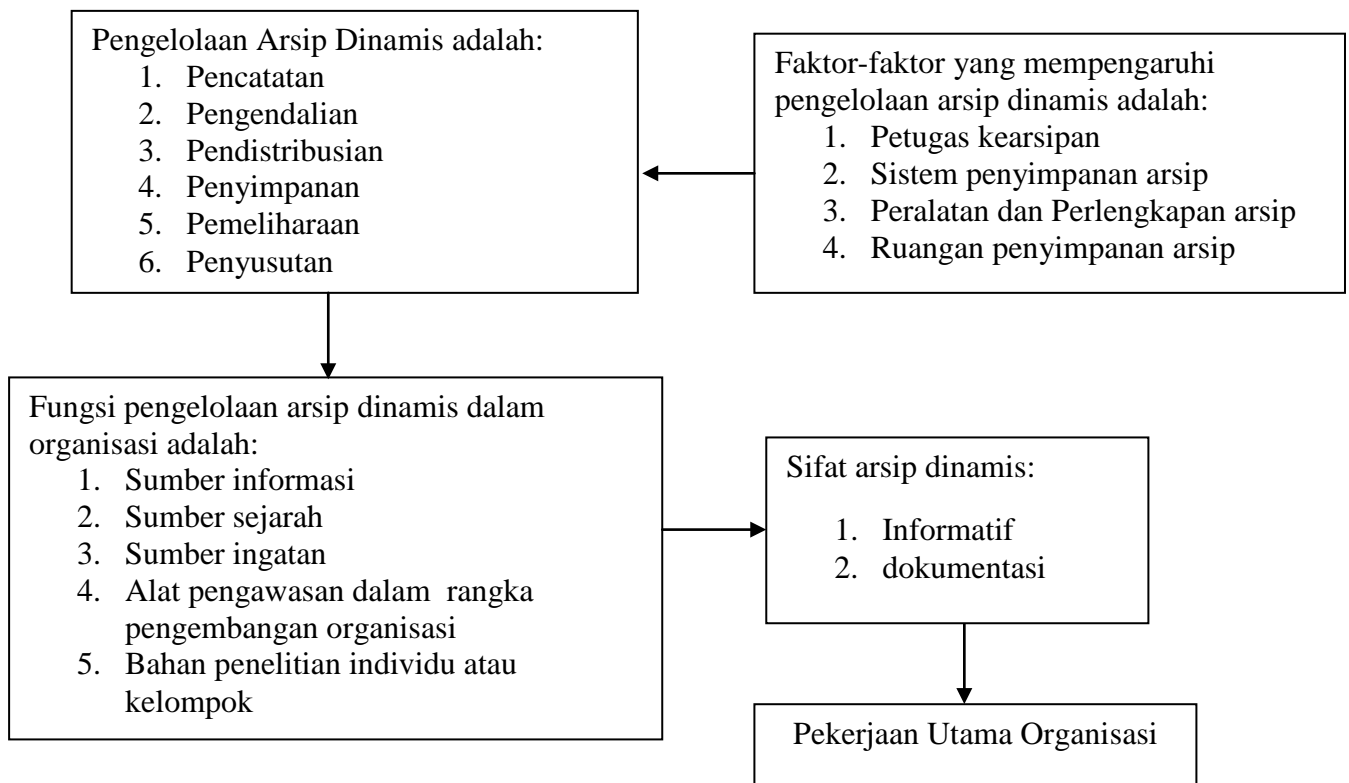 Pengelolaan Arsip Dinamis adalah:
1. Pencatatan
2. Pengendalian
3. Pendistribusian
4. Penyimpanan
5. Pemeliharaan
6. Penyusutan
Faktor-faktor yang mempengaruhi
pengelolaan arsip dinamis adalah:
1. Petugas kearsipan
2. Sistem penyimpanan arsip
3. Peralatan dan Perlengkapan arsip
4. Ruangan penyimpanan arsip
Fungsi pengelolaan arsip dinamis dalam
organisasi adalah:
1. Sumber informasi
2. Sumber sejarah
3. Sumber ingatan
4. Alat pengawasan dalam rangka
pengembangan organisasi
5. Bahan penelitian individu atau
kelompok
Sifat arsip dinamis:
1. Informatif
2. dokumentasi
Pekerjaan Utama Organisasi